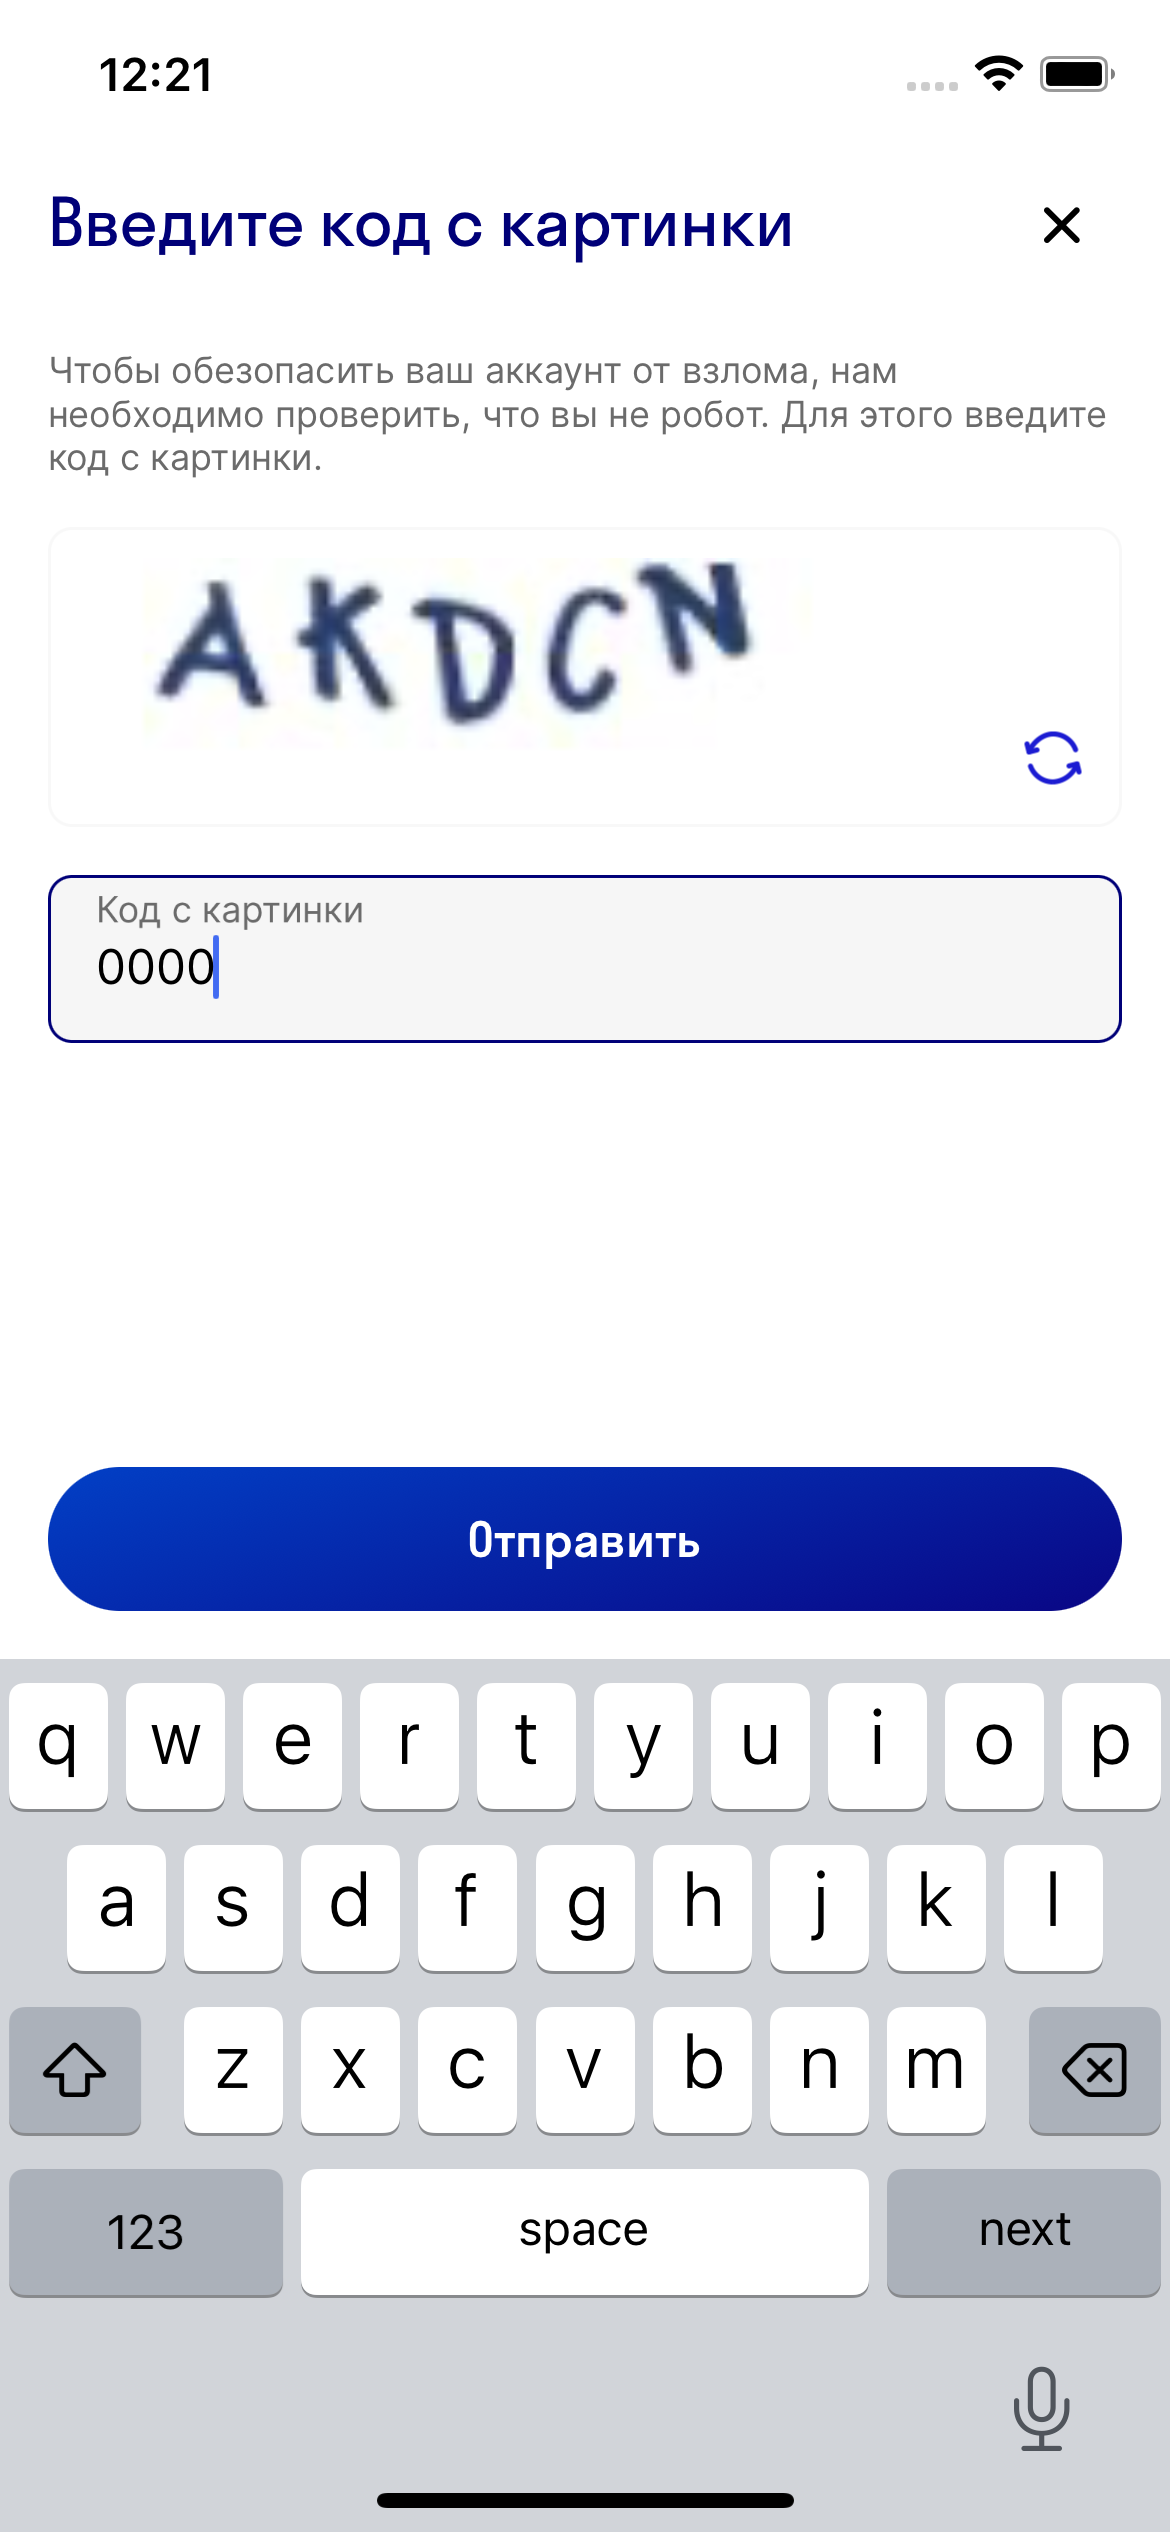 12:21
Введите код с картинки
Чтобы обезопасить ваш аккаунт от взлома, нам
необходимо проверить, что вы не робот. Для этого введите
код с картинки.
AKDCN
Код с картинки
0000
Отправить
q w e r t y u i o p
a s d f g h j k l
z x c v b n m
123 space next